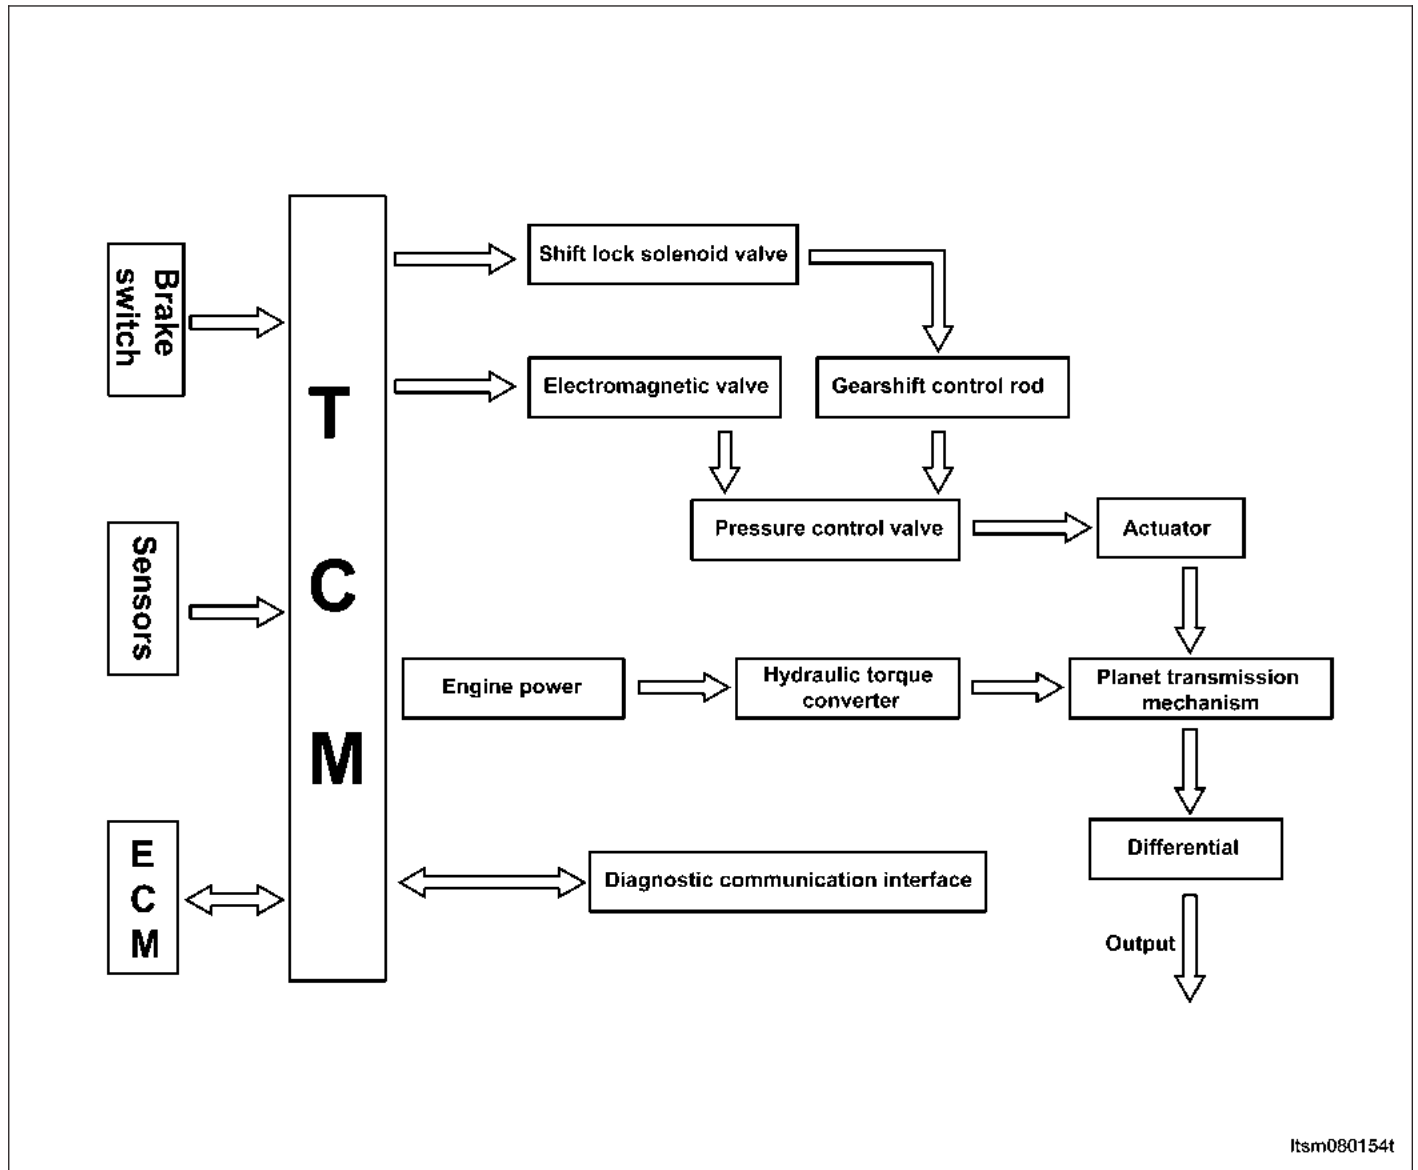 Brake
switch
Sensors
E
C
M
T
C
M
Shift lock solenoid valve
Electromagnetic valve
Gearshift control rod
Pressure control valve
Actuator
Engine power
Hydraulic torque
converter
Planet transmission
mechanism
Differential
Diagnostic communication interface
Output
ltsm080154t